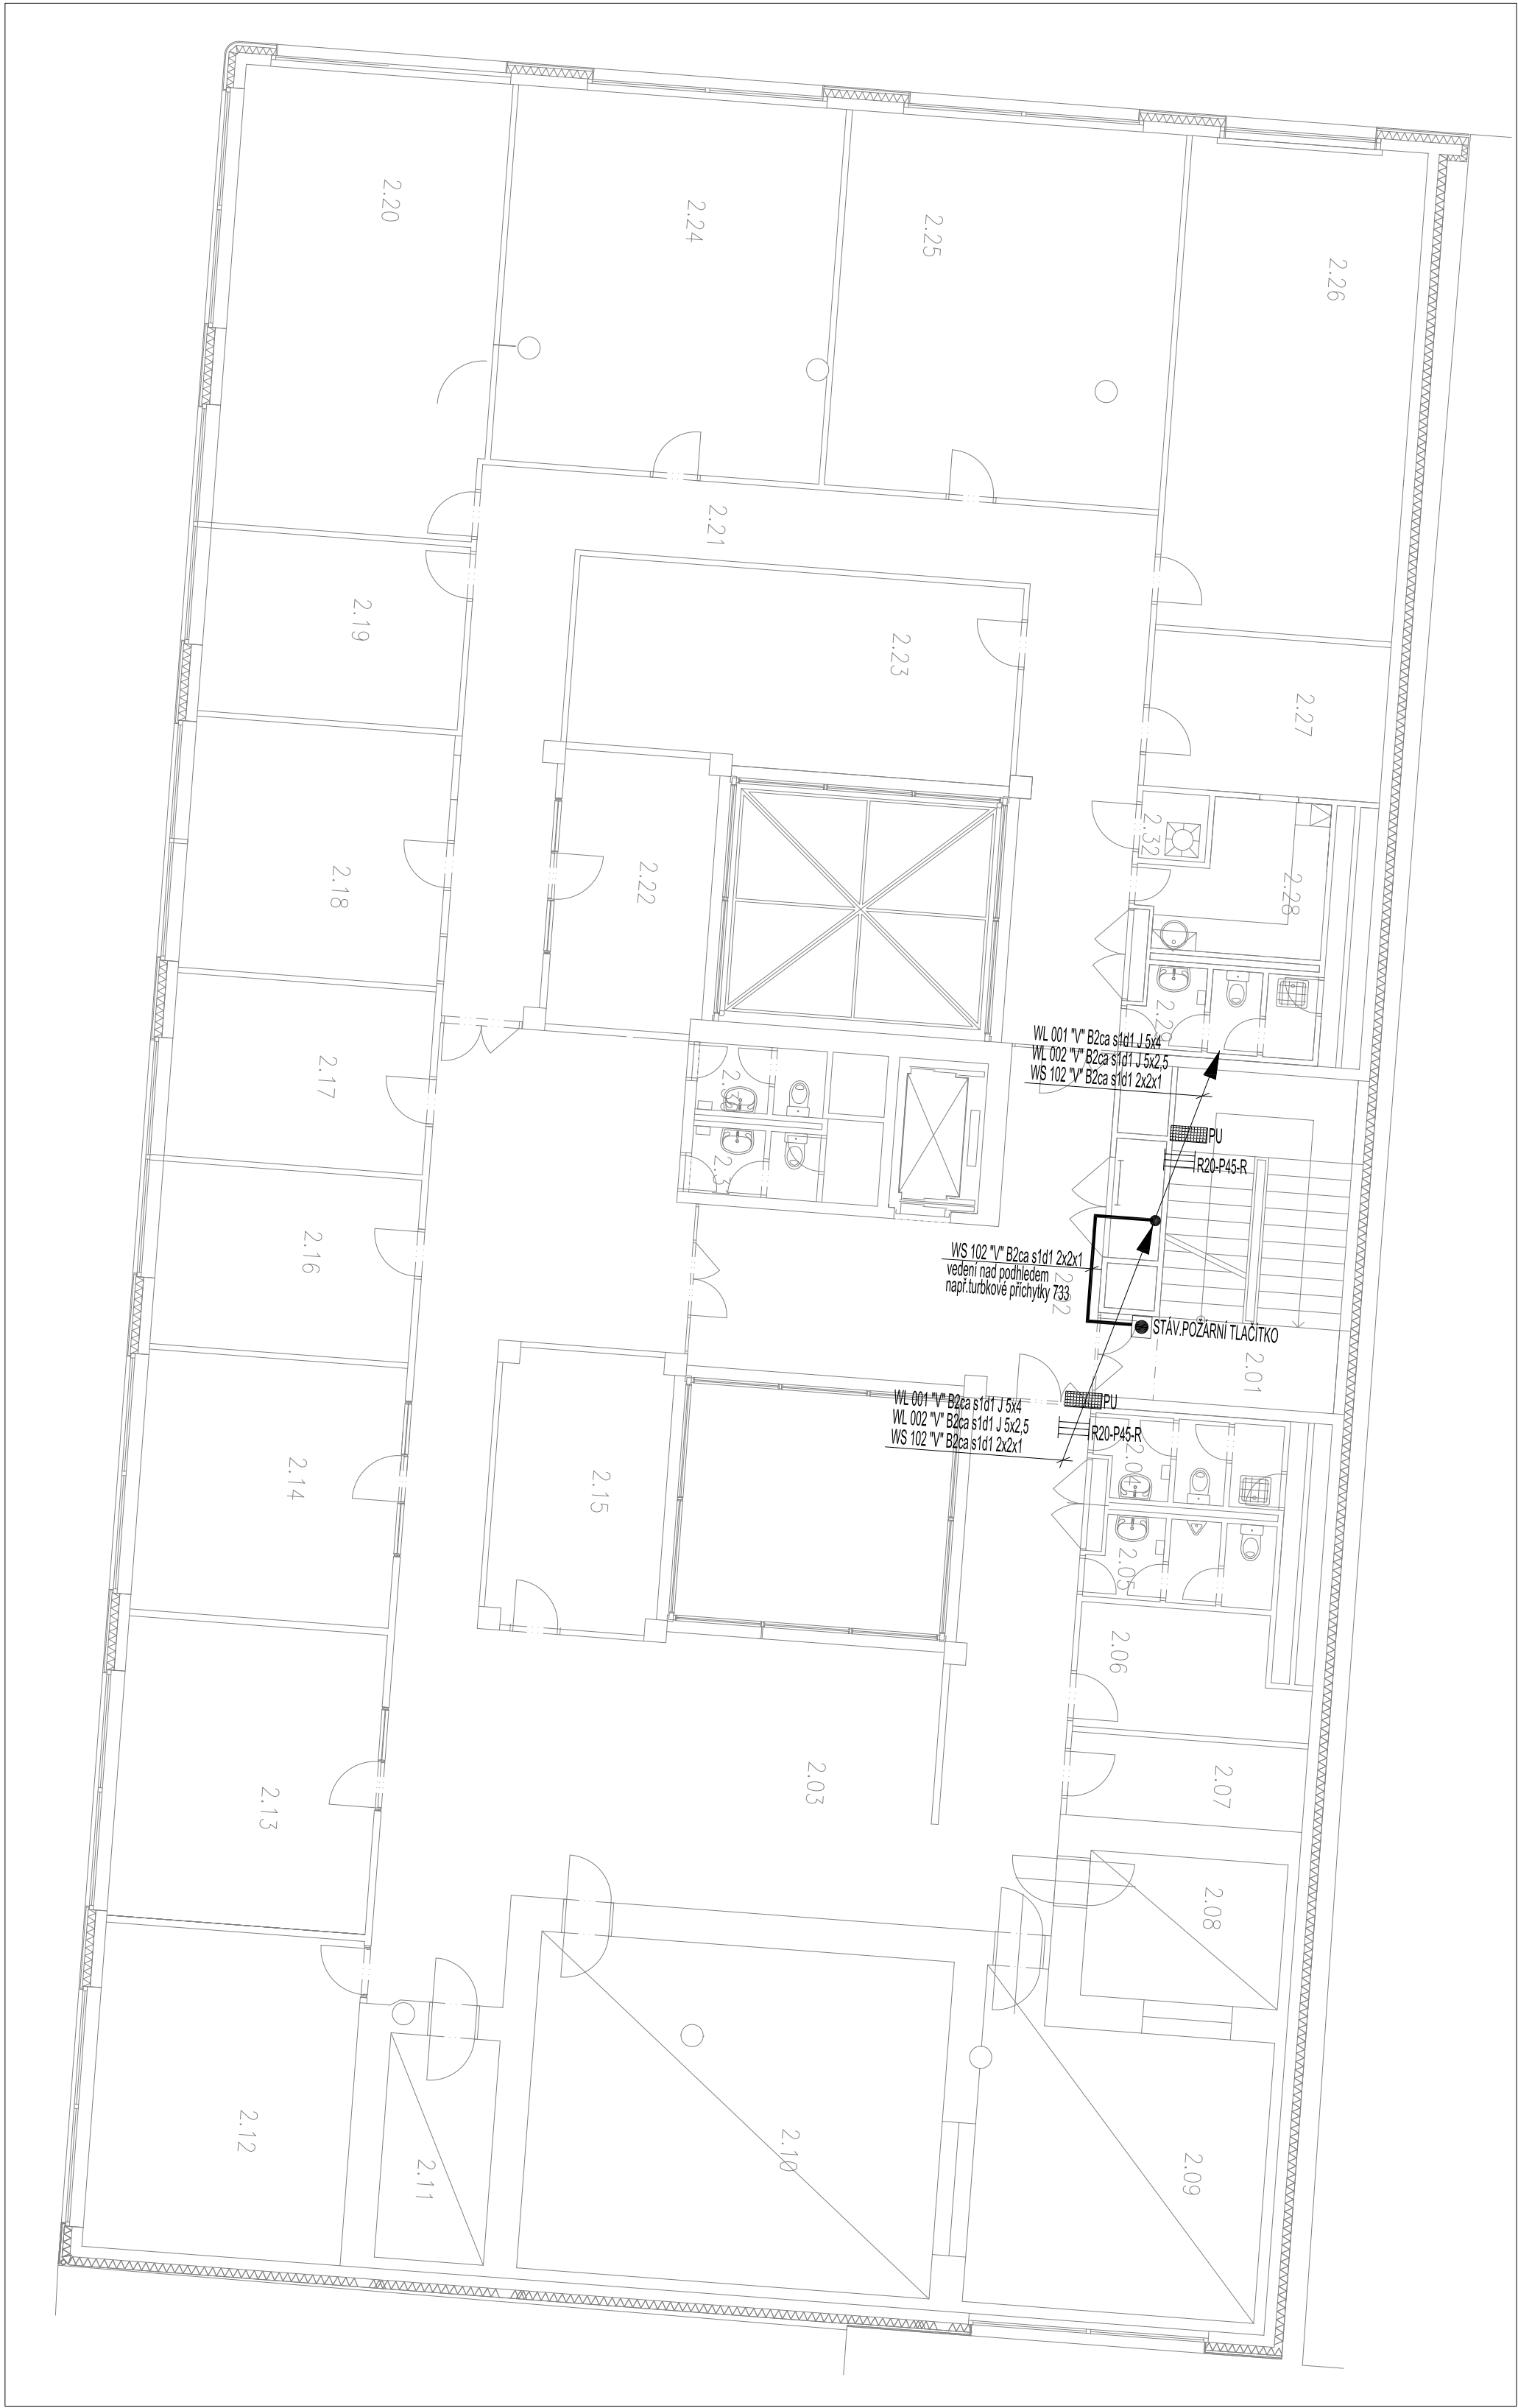 2.20
2.24
2.25
2.26
2.21
2.19
2.23
2.27
2.32
2.18
2.22
2.28
2.17
WL 001 "V" B2ca s1d1 J 5x4
WL 002 "V" B2ca s1d1 J 5x2,5
WS 102 "V" B2ca s1d1 2x2x1
PU
R20-P45-R
2.16
WS 102 "V" B2ca s1d1 2x2x1
vedení nad podhledem
např.turbkové příchytky 733
STÁV.POŽÁRNÍ TLAČÍTKO
2.01
WL 001 "V" B2ca s1d1 J 5x4
WL 002 "V" B2ca s1d1 J 5x2,5
WS 102 "V" B2ca s1d1 2x2x1
PU
R20-P45-R
2.14
2.15
2.05
2.06
2.13
2.03
2.07
2.08
2.12
2.11
2.10
2.09